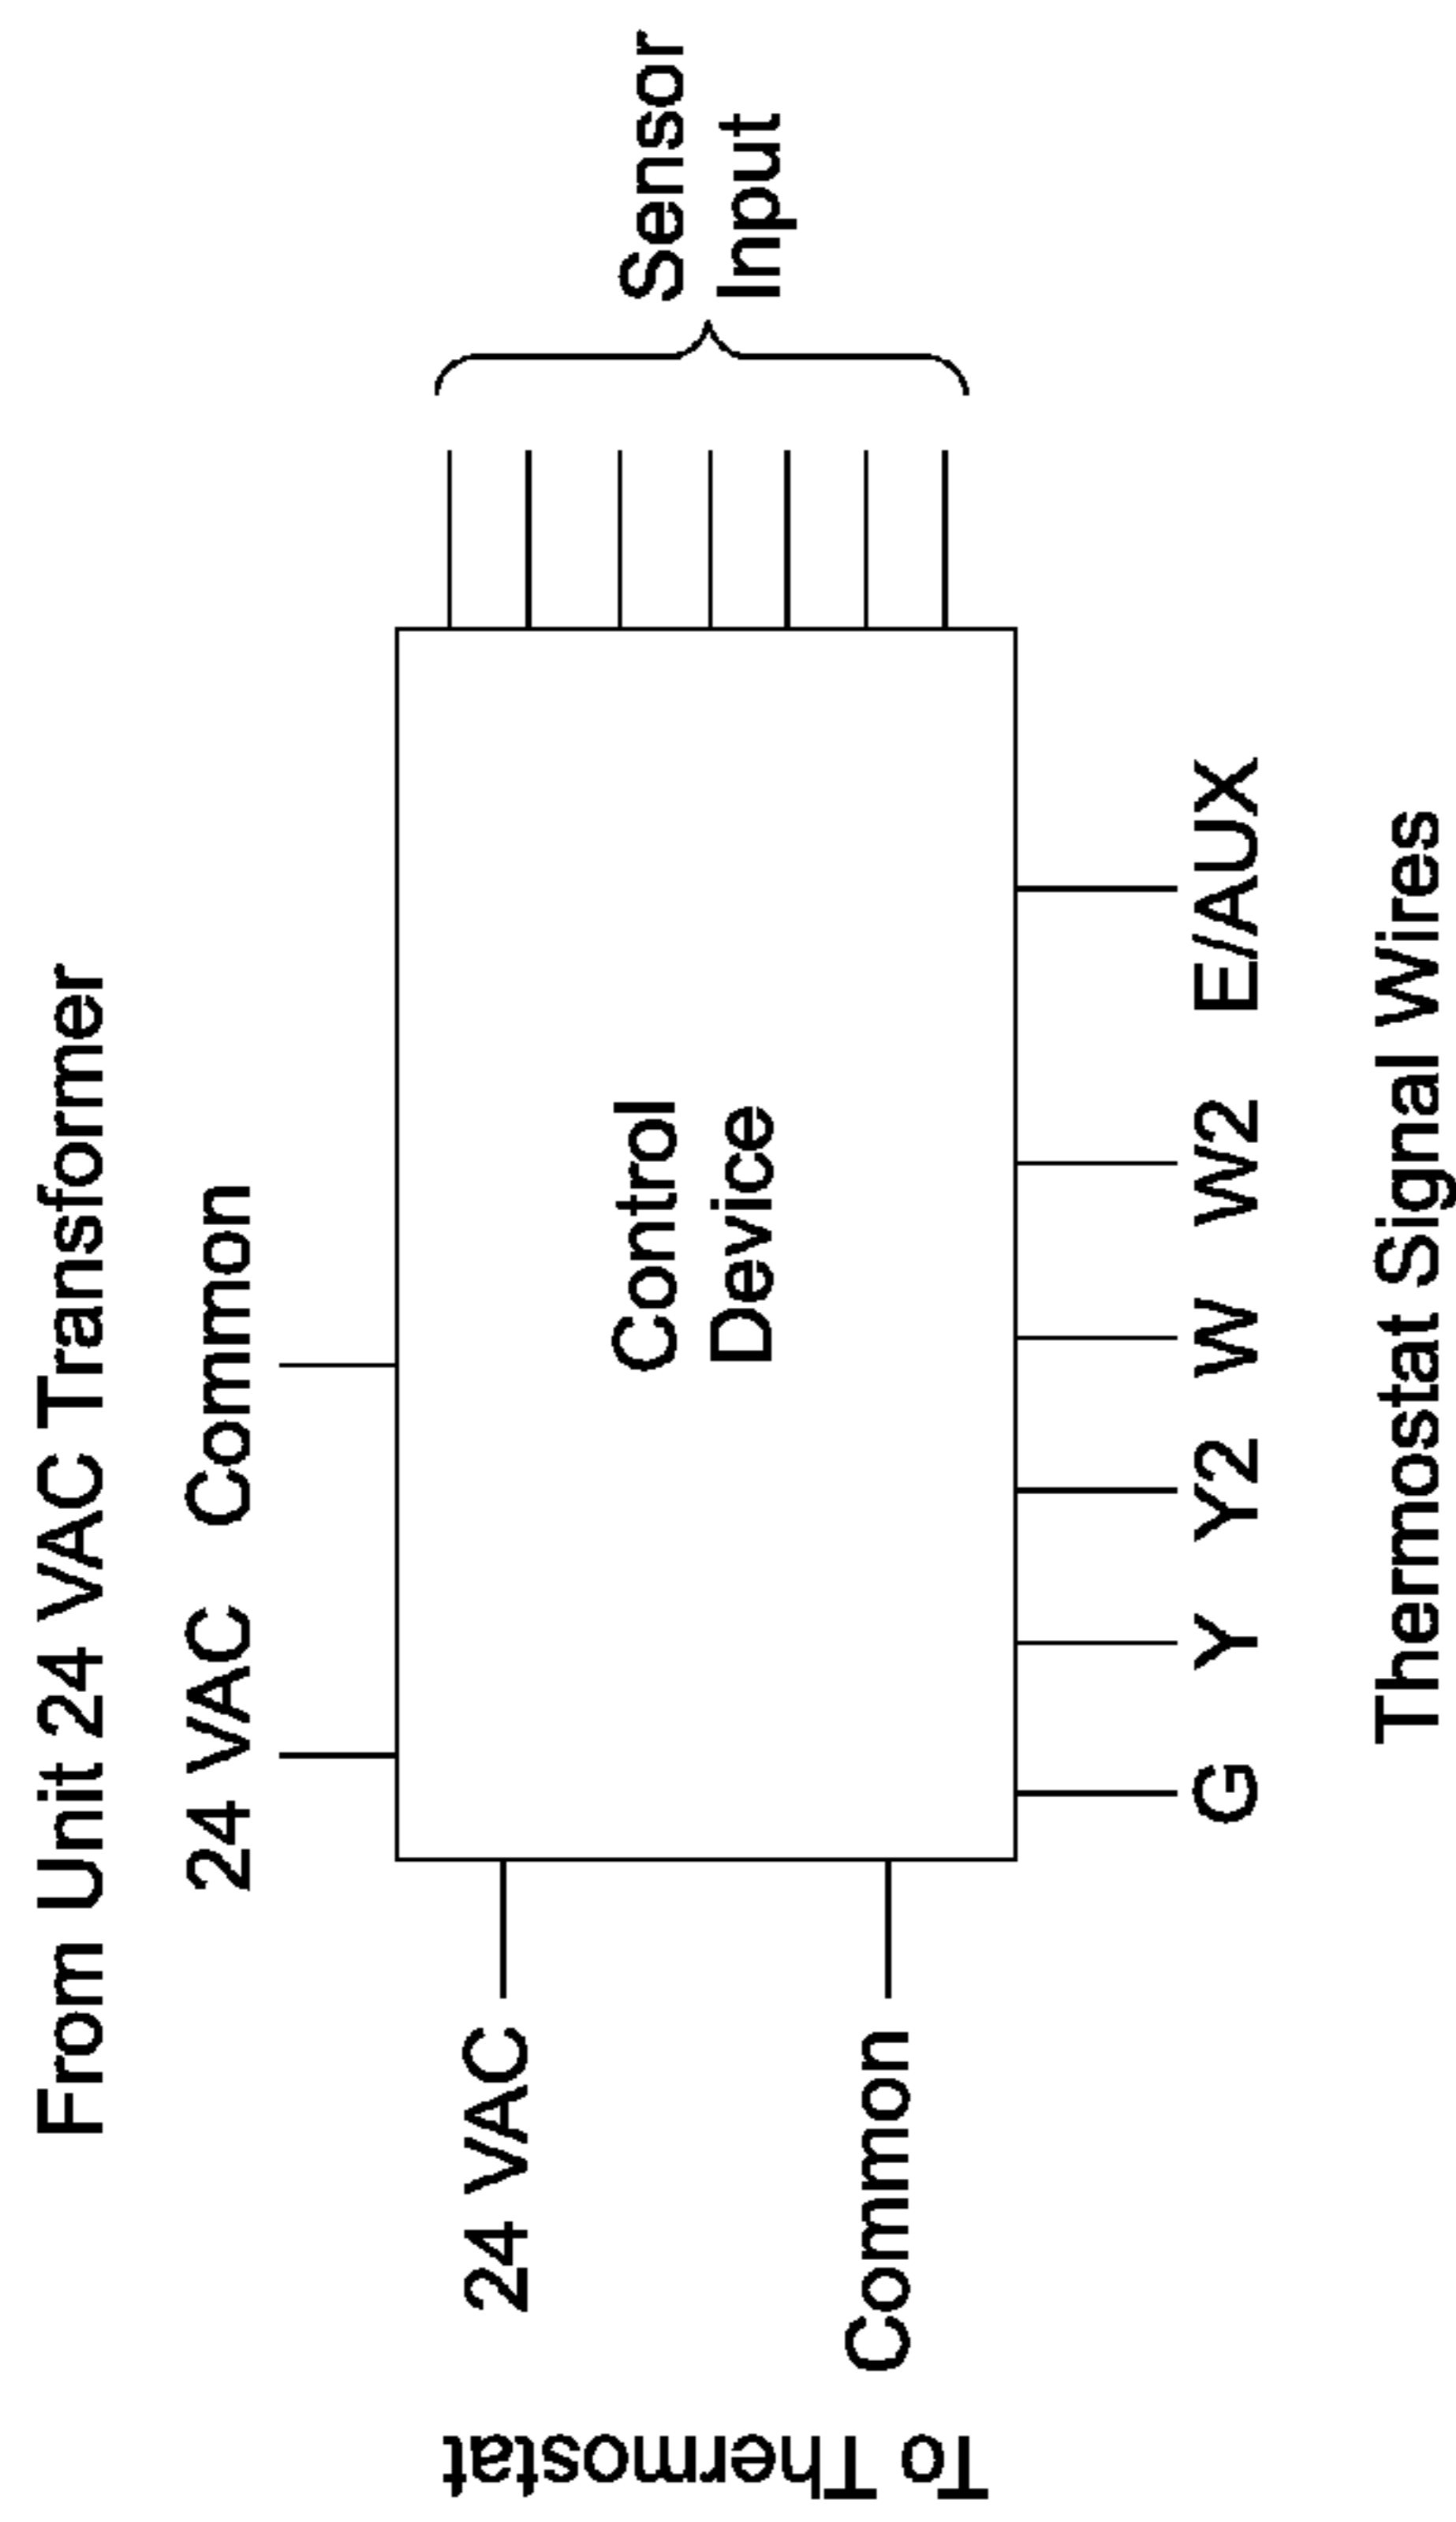 From Unit 24 VAC Transformer
24 VAC Common
To Thermostat
24 VAC
Common
Control
Device
Sensor
Input
G Y Y2 W W2 E/AUX
Thermostat Signal Wires